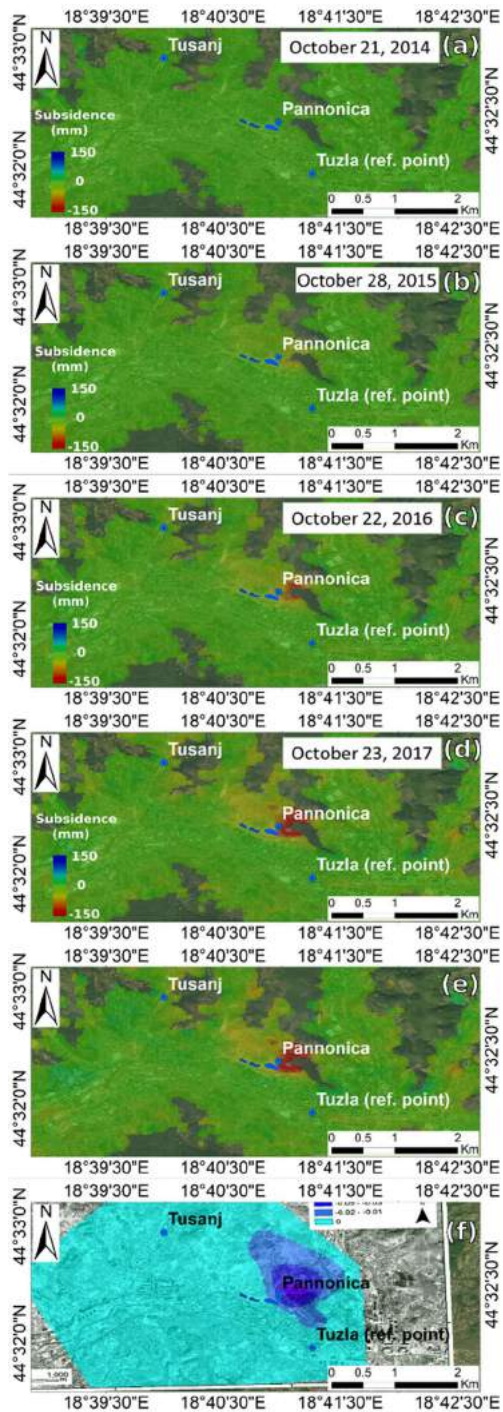 18°39'30"E 18°40'30"E 18°41'30"E 18°42'30"E
N
44°33'0"N
44°32'0"N
44°32'30"N
Tusanj
October 21, 2014
(a)
Subsidence
(mm)
150
0
-150
Pannonica
Tuzla (ref. point)
0 0.5 1 2
Km
18°39'30"E 18°40'30"E 18°41'30"E 18°42'30"E
N
44°33'0"N
44°32'0"N
44°32'30"N
Tusanj
October 28, 2015
(b)
Subsidence
(mm)
150
0
-150
Pannonica
Tuzla (ref. point)
0 0.5 1 2
Km
18°39'30"E 18°40'30"E 18°41'30"E 18°42'30"E
N
44°33'0"N
44°32'0"N
44°32'30"N
Tusanj
October 22, 2016
(c)
Subsidence
(mm)
150
0
-150
Pannonica
Tuzla (ref. point)
0 0.5 1 2
Km
18°39'30"E 18°40'30"E 18°41'30"E 18°42'30"E
N
44°33'0"N
44°32'0"N
44°32'30"N
Tusanj
October 23, 2017
(d)
Subsidence
(mm)
150
0
-150
Pannonica
Tuzla (ref. point)
0 0.5 1 2
Km
18°39'30"E 18°40'30"E 18°41'30"E 18°42'30"E
N
44°33'0"N
44°32'0"N
44°32'30"N
Tusanj
(e)
Pannonica
Tuzla (ref. point)
0 0.5 1 2
Km
18°39'30"E 18°40'30"E 18°41'30"E 18°42'30"E
N
44°33'0"N
44°32'0"N
44°32'30"N
Tusanj
-0.02 - -0.01
0
(f)
Pannonica
Tuzla (ref. point)
1,000
0 0.5 1 2
Km
18°39'30"E 18°40'30"E 18°41'30"E 18°42'30"E